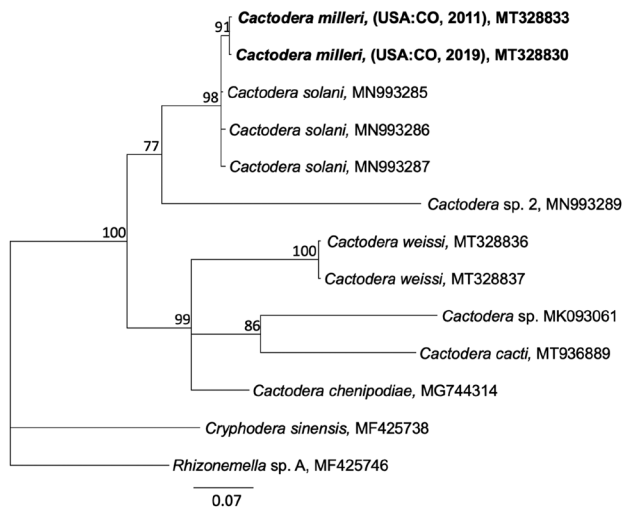 Cactodera milleri, (USA:CO, 2011), MT328833
91
Cactodera milleri, (USA:CO, 2019), MT328830
Cactodera solani, MN993285
98
Cactodera solani, MN993286
77
Cactodera solani, MN993287
Cactodera sp. 2, MN993289
100
Cactodera weissi, MT328836
100
Cactodera weissi, MT328837
Cactodera sp. MK093061
99
86
Cactodera cacti, MT936889
Cactodera chenipodiae, MG744314
Cryphodera sinensis, MF425738
Rhizonemella sp. A, MF425746
0.07